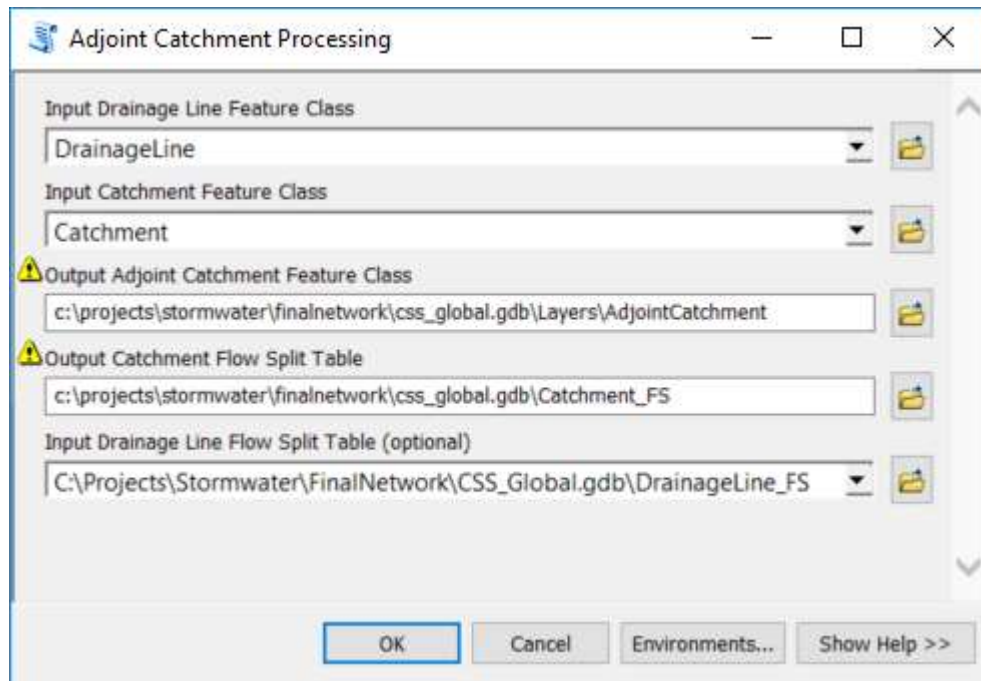 Adjoint Catchment Processing
Input Drainage Line Feature Class
DrainageLine
Input Catchment Feature Class
Catchment
Output Adjoint Catchment Feature Class
c:\projects\stormwater\finalnetwork\css_global.gdb\Layers\AdjointCatchment
Output Catchment Flow Split Table
c:\projects\stormwater\finalnetwork\css_global.gdb\Catchment_FS
Input Drainage Line Flow Split Table (optional)
C:\Projects\Stormwater\FinalNetwork\CSS_Global.gdb\DrainageLine_FS
OK Cancel Environments... Show Help >>